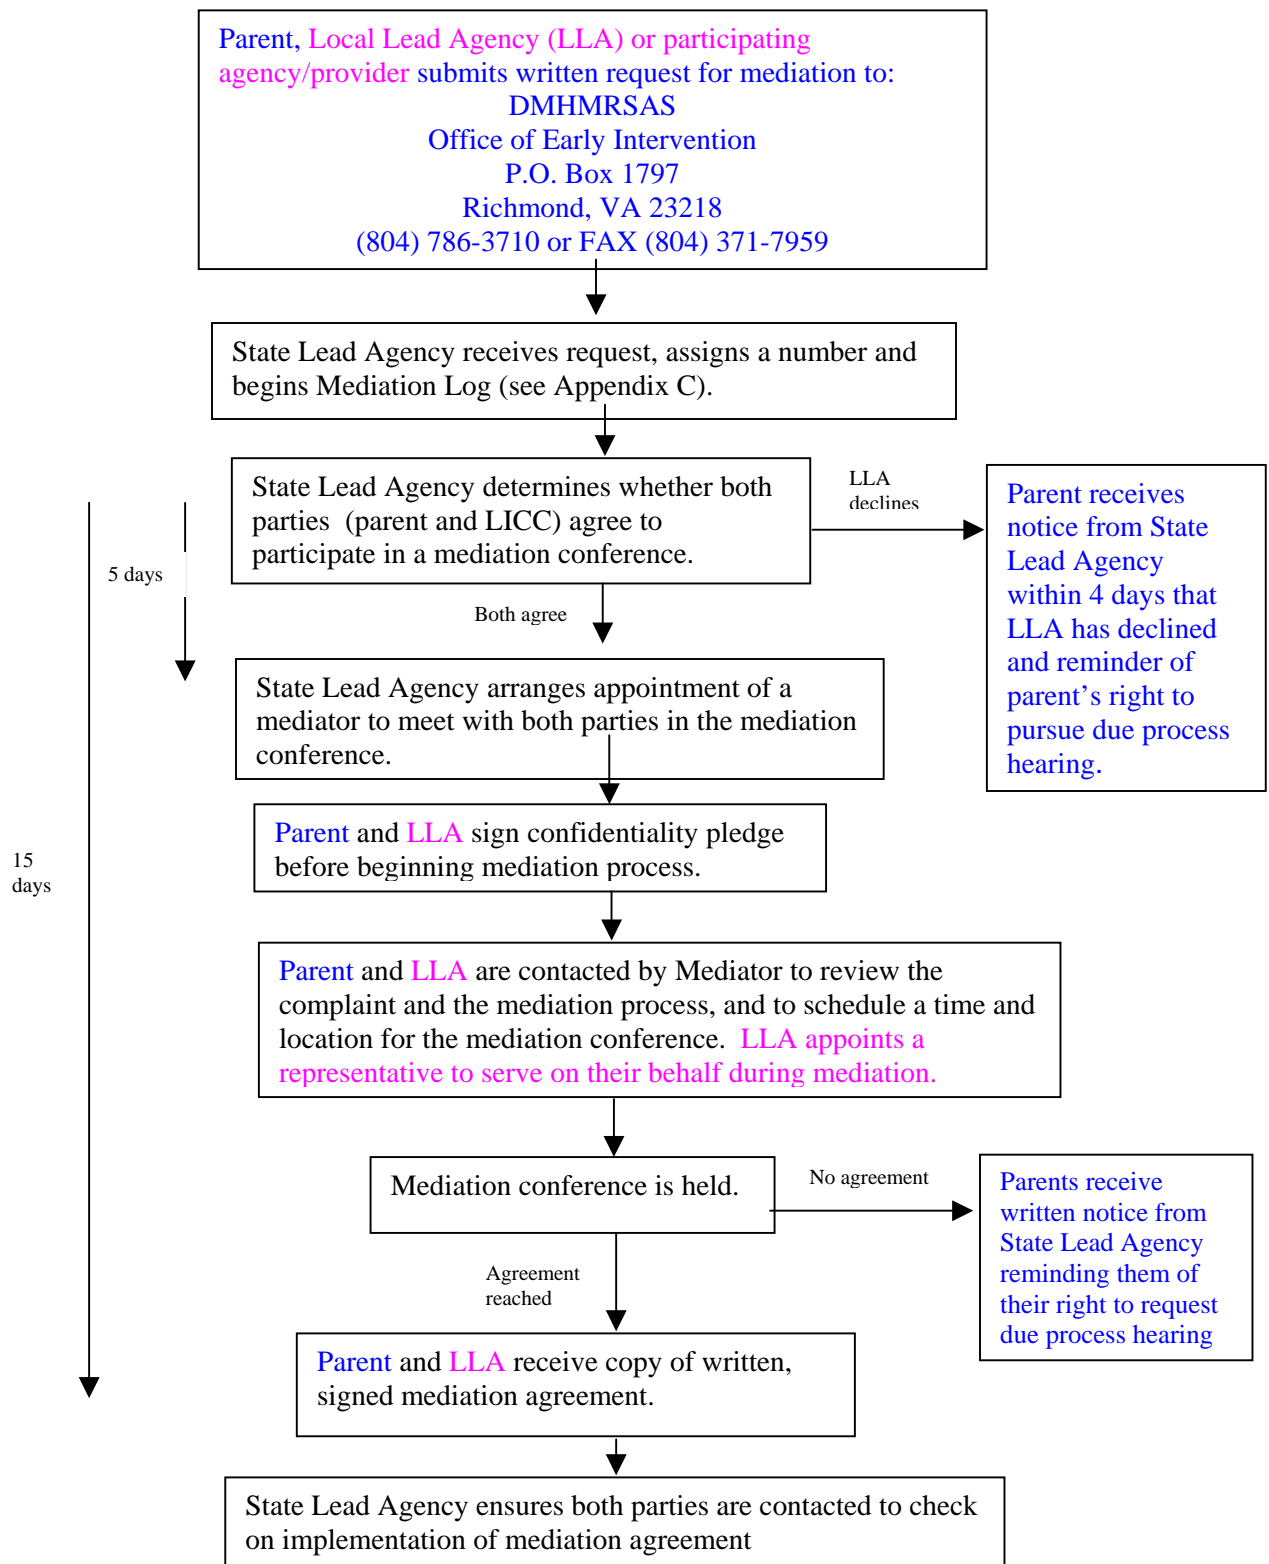 Parent, Local Lead Agency (LLA) or participating
agency/provider submits written request for mediation to:
DMHMRSAS
Office of Early Intervention
P.O. Box 1797
Richmond, VA 23218
(804) 786-3710 or FAX (804) 371-7959
State Lead Agency receives request, assigns a number and
begins Mediation Log (see Appendix C).
State Lead Agency determines whether both
parties (parent and LICC) agree to
participate in a mediation conference.
LLA
declines
Parent receives
notice from State
Lead Agency
within 4 days that
LLA has declined
and reminder of
parent’s right to
pursue due process
hearing.
5 days
Both agree
State Lead Agency arranges appointment of a
mediator to meet with both parties in the mediation
conference.
Parent and LLA sign confidentiality pledge
before beginning mediation process.
15
days
Parent and LLA are contacted by Mediator to review the
complaint and the mediation process, and to schedule a time and
location for the mediation conference. LLA appoints a
representative to serve on their behalf during mediation.
Mediation conference is held.
No agreement
Parents receive
written notice from
State Lead Agency
reminding them of
their right to request
due process hearing
Agreement
reached
Parent and LLA receive copy of written,
signed mediation agreement.
State Lead Agency ensures both parties are contacted to check
on implementation of mediation agreement